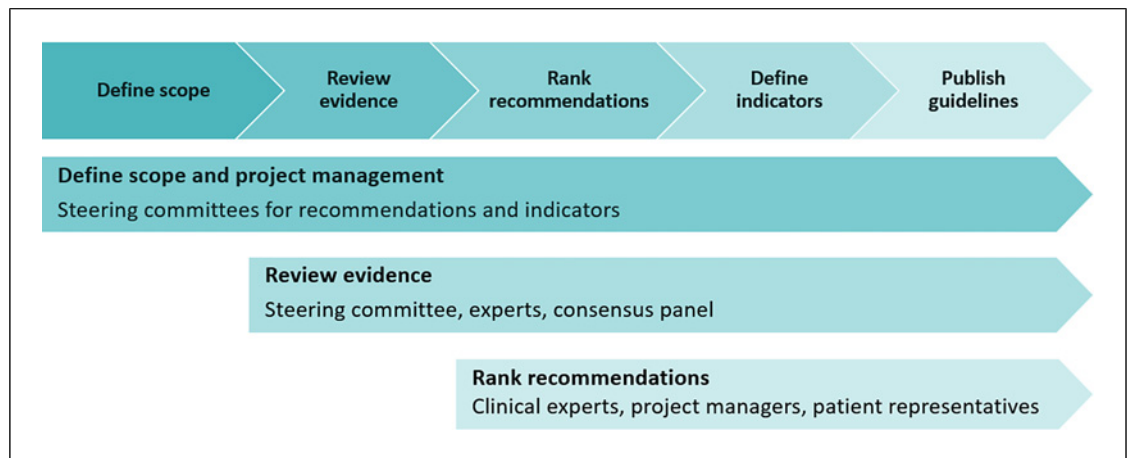 Define scope
Review
evidence
Rank
recommendations
Define
indicators
Publish
guidelines
Define scope and project management
Steering committees for recommendations and indicators
Review evidence
Steering committee, experts, consensus panel
Rank recommendations
Clinical experts, project managers, patient representatives